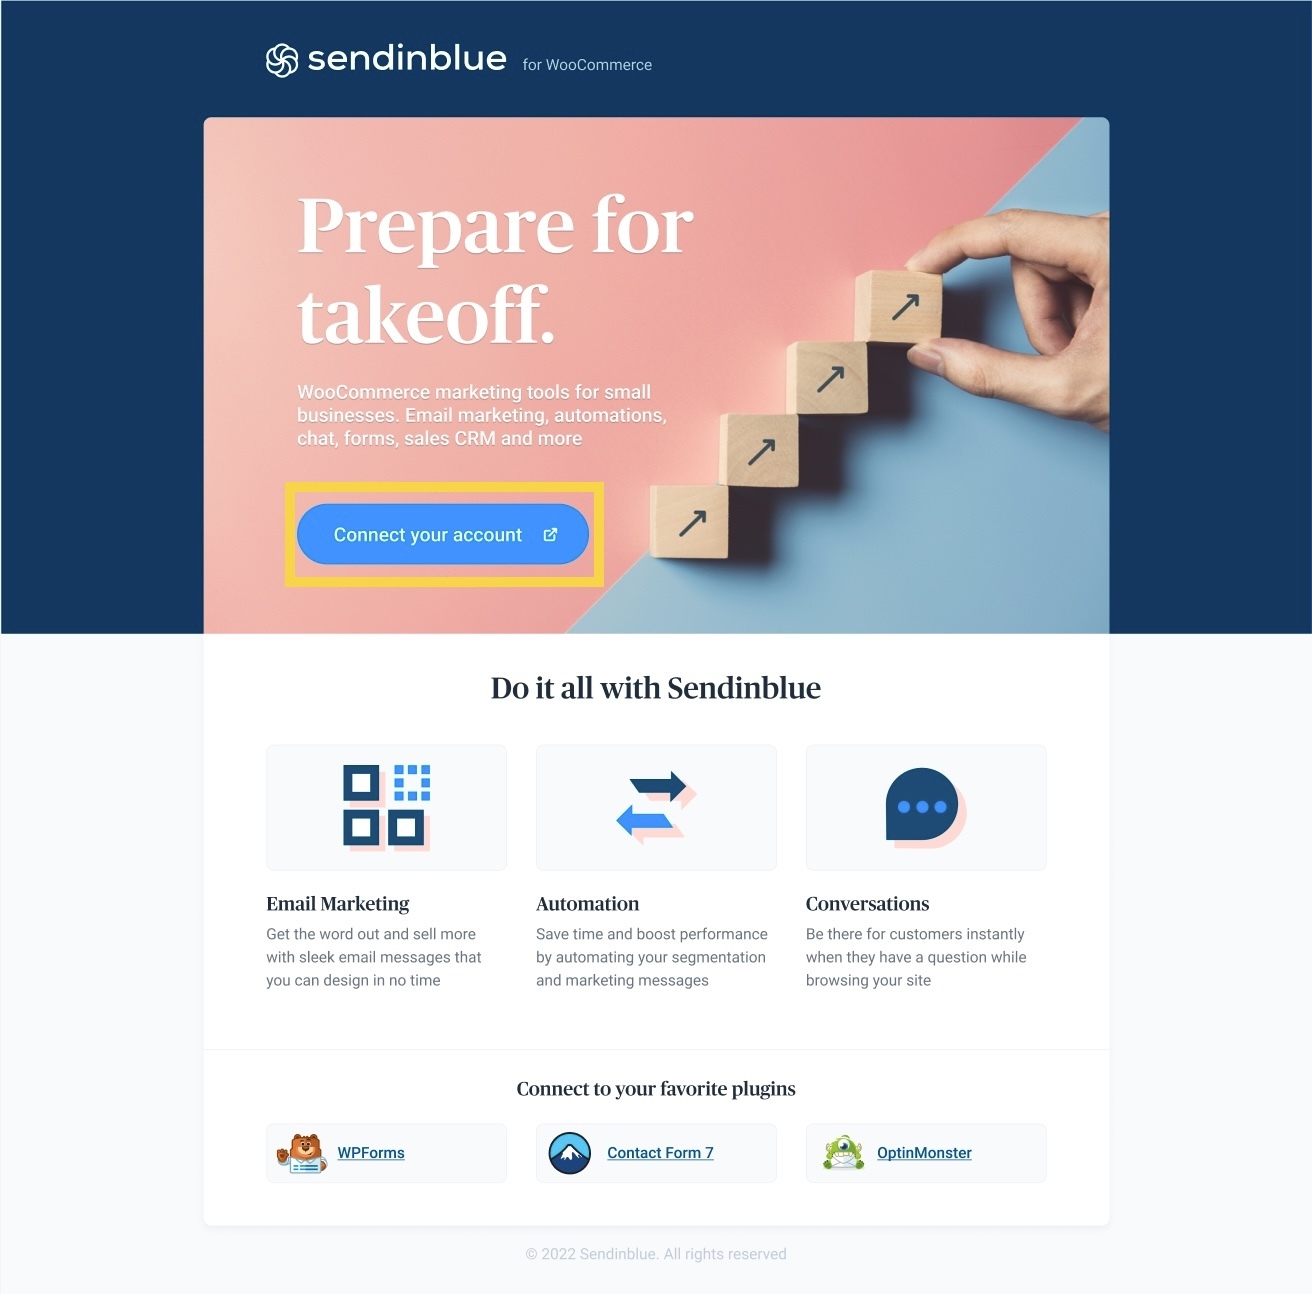 sendinblue for WooCommerce
Prepare for
takeoff.
WooCommerce marketing tools for small
businesses. Email marketing, automations,
chat, forms, sales CRM and more
Connect your account
Do it all with Sendinblue
Email Marketing
Get the word out and sell more
with sleek email messages that
you can design in no time
Automation
Save time and boost performance
by automating your segmentation
and marketing messages
Conversations
Be there for customers instantly
when they have a question while
browsing your site
Connect to your favorite plugins
WPForms
Contact Form 7
OptinMonster
© 2022 Sendinblue. All rights reserved